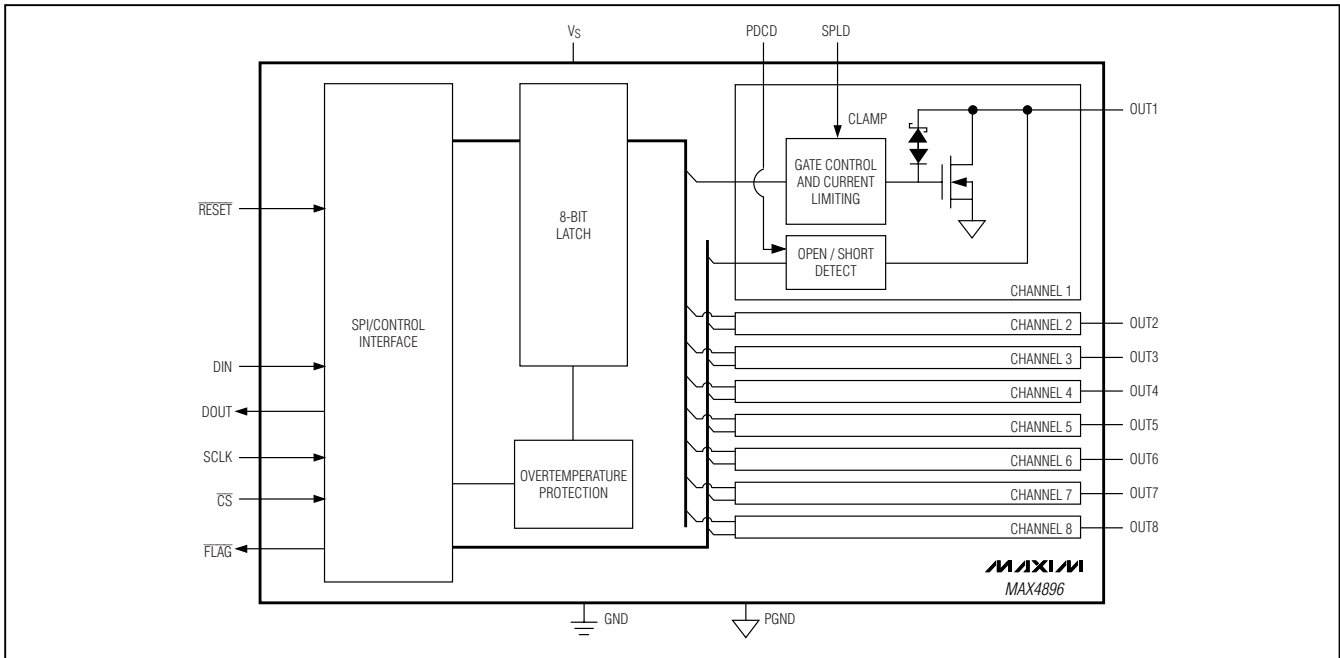 VS PDCD SPLD
CLAMP
OUT1
GATE CONTROL
AND CURRENT
LIMITING
RESET
8-BIT
LATCH
OPEN / SHORT
DETECT
CHANNEL 1
SPI/CONTROL
INTERFACE
CHANNEL 2 OUT2
CHANNEL 3 OUT3
DIN
CHANNEL 4 OUT4
DOUT
CHANNEL 5 OUT5
SCLK
CHANNEL 6 OUT6
OVERTEMPERATURE
PROTECTION
CS
CHANNEL 7 OUT7
CHANNEL 8 OUT8
FLAG
MAXIM
MAX4896
GND PGND